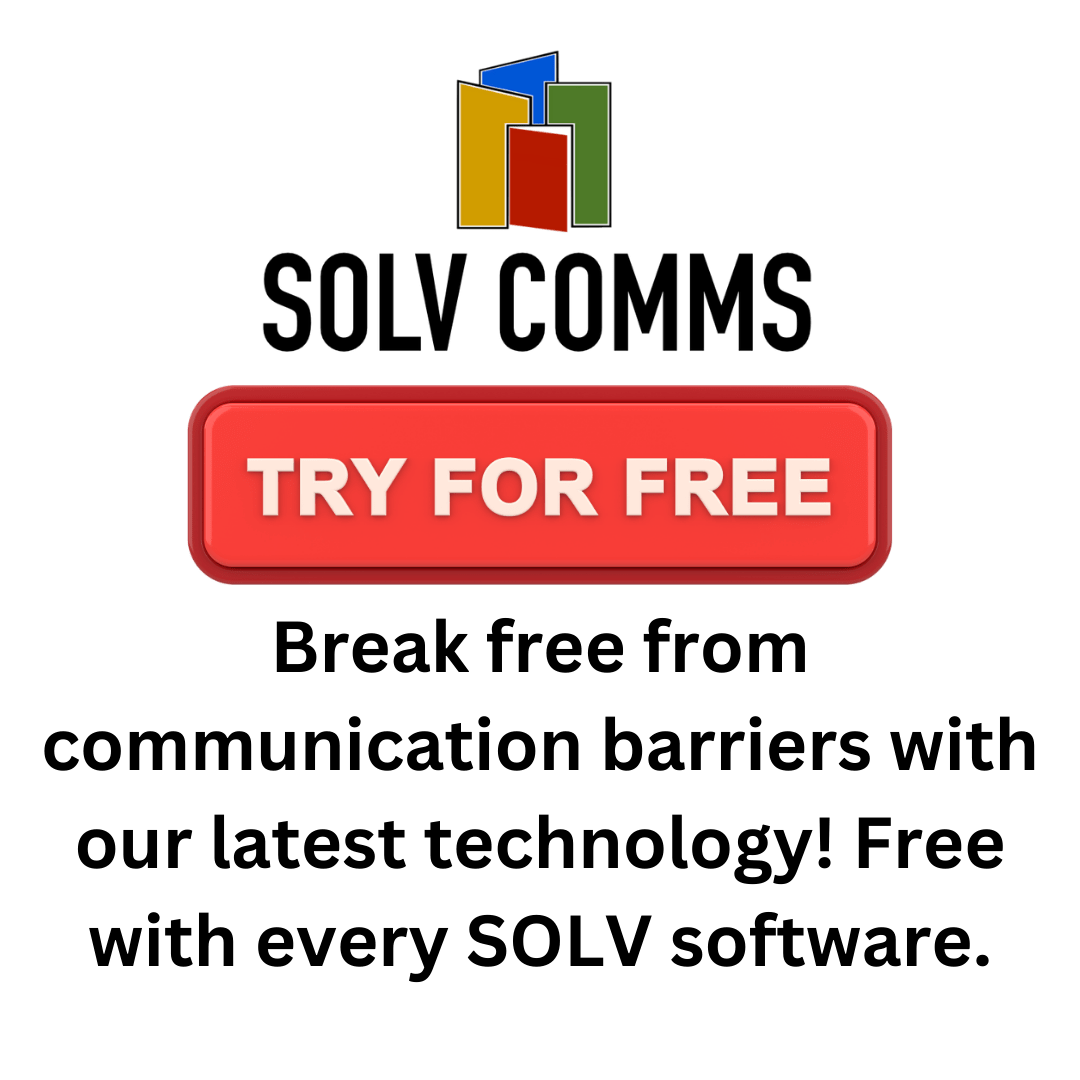 SOLV COMMS
TRY FOR FREE
Break free from
communication barriers with
our latest technology! Free
with every SOLV software.